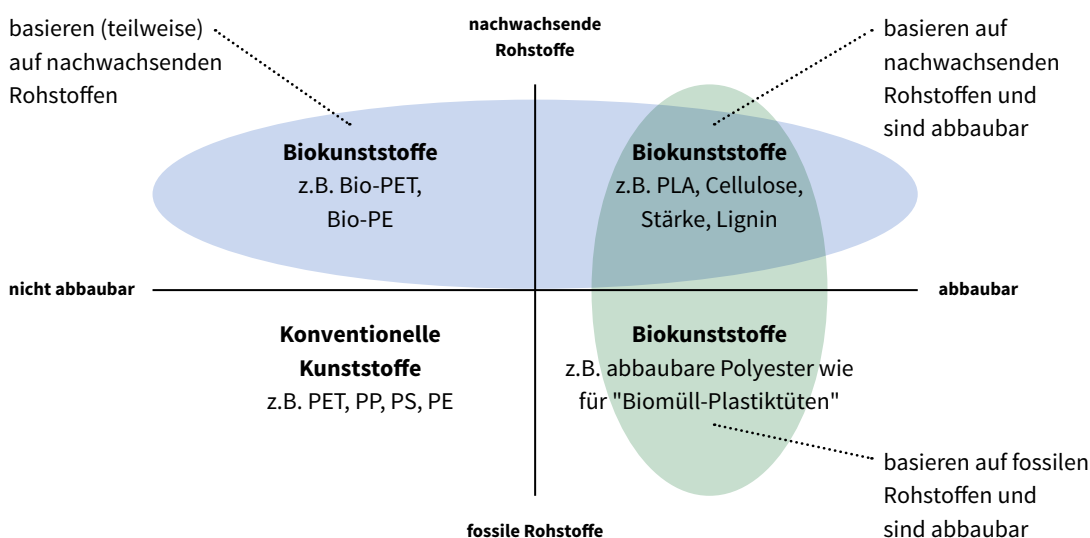 basieren (teilweise)
auf nachwachsenden
Rohstoffen
nachwachsende
Rohstoffe
basieren auf
nachwachsenden
Rohstoffen und
sind abbaubar
Biokunststoffe
z.B. Bio-PET,
Bio-PE
Biokunststoffe
z.B. PLA, Cellulose,
Stärke, Lignin
nicht abbaubar
abbaubar
Konventionelle
Kunststoffe
z.B. PET, PP, PS, PE
Biokunststoffe
z.B. abbaubare Polyester wie
für "Biomüll-Plastiktüten"
basieren auf fossilen
Rohstoffen und
sind abbaubar
fossile Rohstoffe